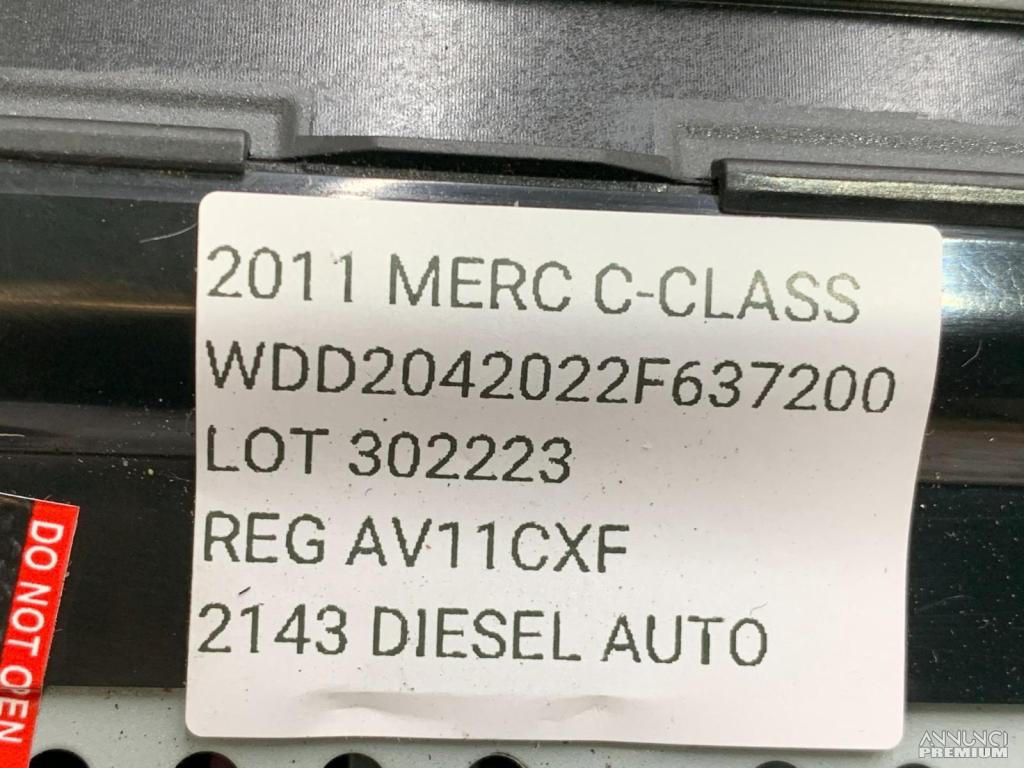 2011 MERC C-CLASS
WDD2042022F637200
LOT 302223
REG AV11CXF
2143 DIESEL AUTO
DO NOT OPEN
ANNUNCI
PREMIUM